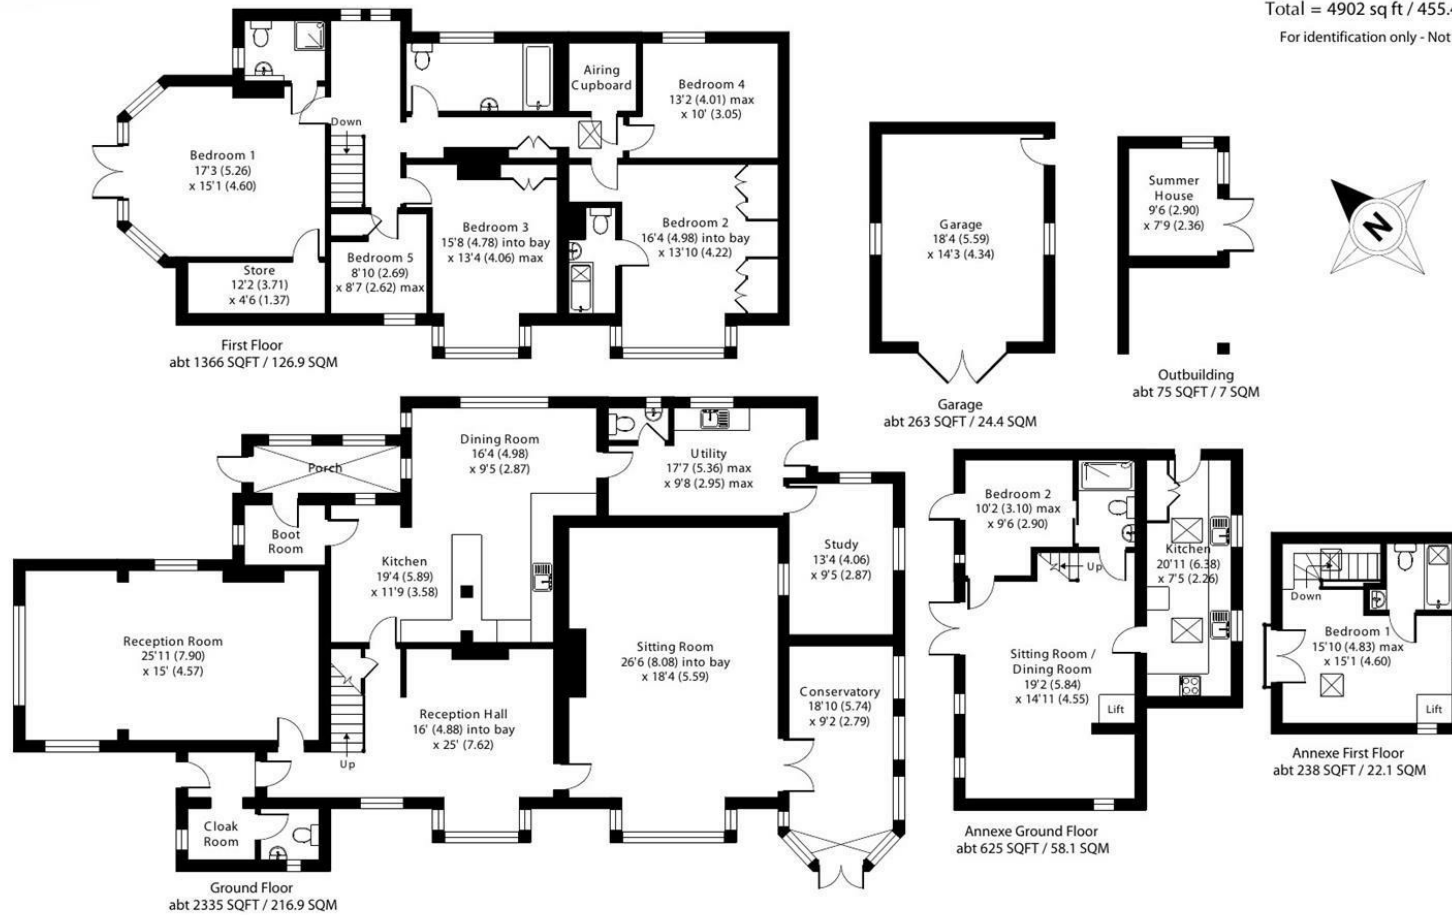 Total = 4902 sq ft / 455.4
For identification only - Not
Airing
Cupboard
Bedroom 4
13'2 (4.01) max
x 10' (3.05)
Down
Bedroom 1
17'3 (5.26)
x 15'1 (4.60)
Bedroom 3
15'8 (4.78) into bay
x 13'4 (4.06) max
Bedroom 2
16'4 (4.98) into bay
x 13'10 (4.22)
Bedroom 5
8'10 (2.69)
x 8'7 (2.62) max
Store
12'2 (3.71)
x 4'6 (1.37)
First Floor
abt 1366 SQFT / 126.9 SQM
Garage
18'4 (5.59)
x 14'3 (4.34)
Garage
abt 263 SQFT / 24.4 SQM
Summer
House
9'6 (2.90)
x 7'9 (2.36)
Outbuilding
abt 75 SQFT / 7 SQM
N
Dining Room
16'4 (4.98)
x 9'5 (2.87)
Utility
17'7 (5.36) max
x 9'8 (2.95) max
Porch
Boot
Room
Kitchen
19'4 (5.89)
x 11'9 (3.58)
Study
13'4 (4.06)
x 9'5 (2.87)
Reception Room
25'11 (7.90)
x 15' (4.57)
Sitting Room
26'6 (8.08) into bay
x 18'4 (5.59)
Conservatory
18'10 (5.74)
x 9'2 (2.79)
Reception Hall
16' (4.88) into bay
x 25' (7.62)
Up
Cloak
Room
Ground Floor
abt 2335 SQFT / 216.9 SQM
Bedroom 2
10'2 (3.10) max
x 9'6 (2.90)
Up
Kitchen
20'11 (6.38)
x 7'5 (2.26)
Sitting Room /
Dining Room
19'2 (5.84)
x 14'11 (4.55)
Lift
Annexe Ground Floor
abt 625 SQFT / 58.1 SQM
Down
Bedroom 1
15'10 (4.83) max
x 15'1 (4.60)
Lift
Annexe First Floor
abt 238 SQFT / 22.1 SQM